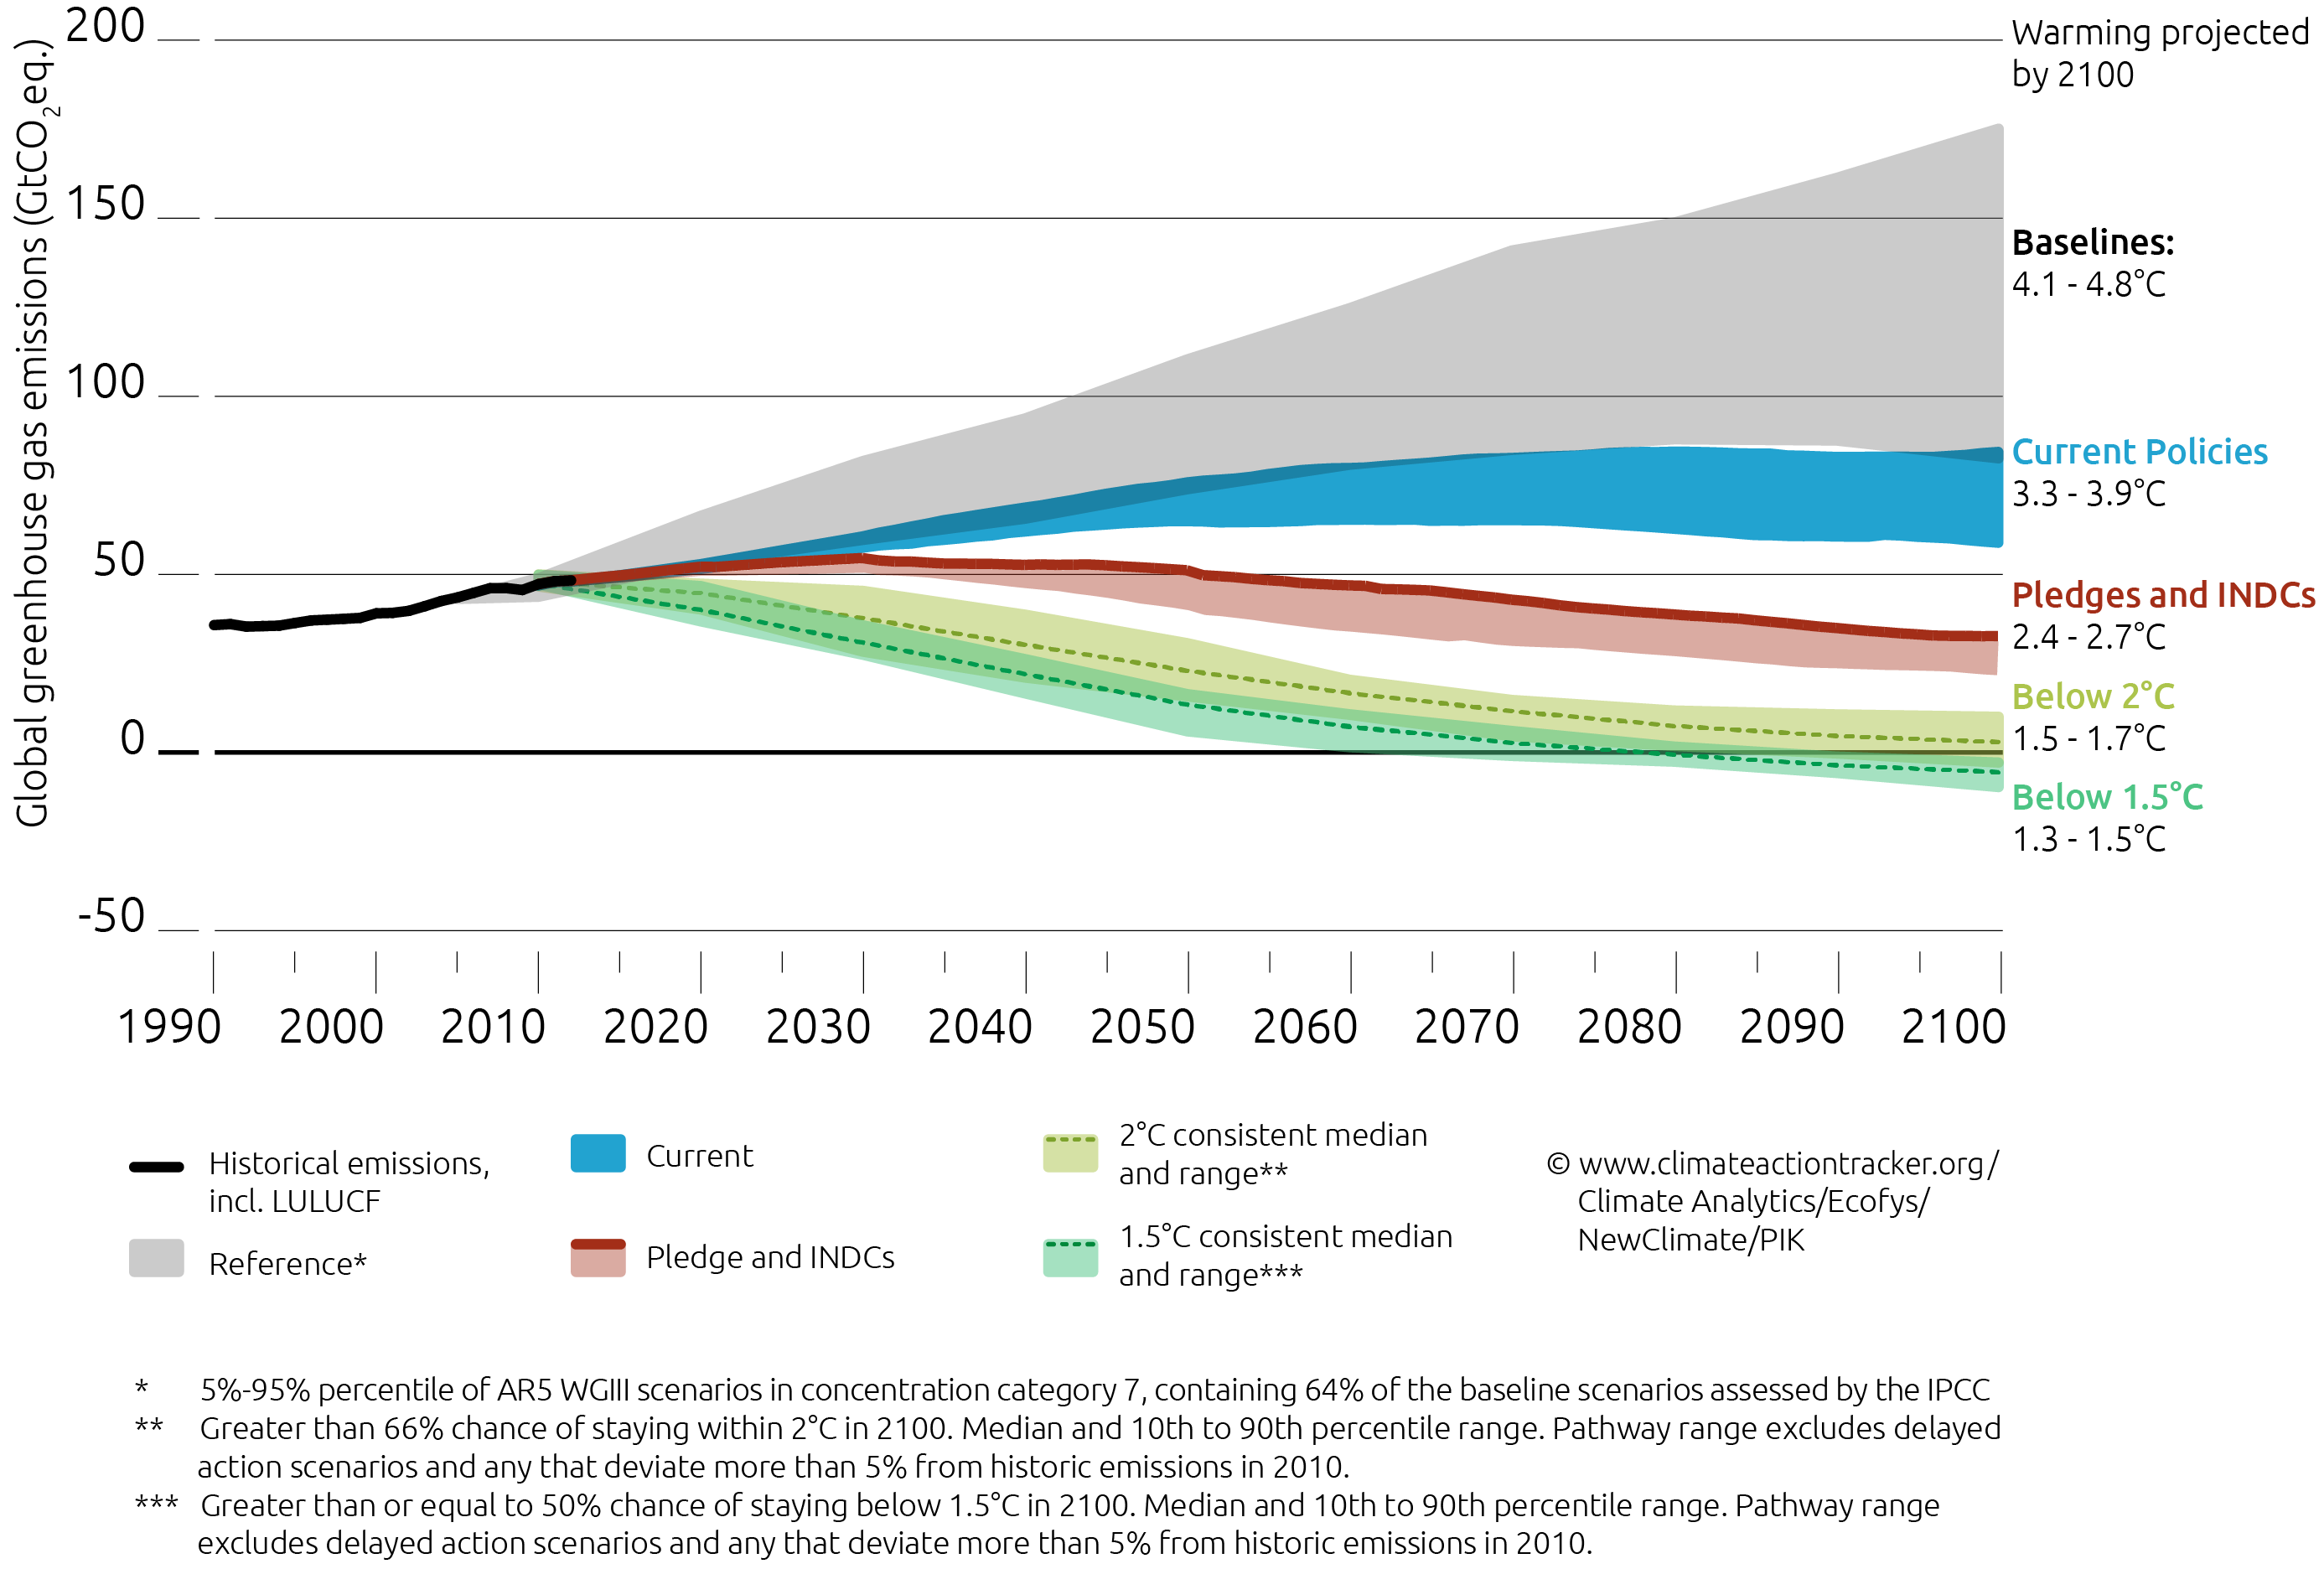 Global greenhouse gas emissions (GtCO2eq.)
200
150
100
50
0
-50
1990 2000 2010 2020 2030 2040 2050 2060 2070 2080 2090 2100
Warming projected
by 2100
Baselines:
4.1 - 4.8°C
Current Policies
3.3 - 3.9°C
Pledges and INDCs
2.4 - 2.7°C
Below 2°C
1.5 - 1.7°C
Below 1.5°C
1.3 - 1.5°C
Historical emissions,
incl. LULUCF
Reference*
Current
Pledge and INDCs
2°C consistent median
and range**
1.5°C consistent median
and range***
© www.climateactiontracker.org/
Climate Analytics/Ecofys/
NewClimate/PIK
* 5%-95% percentile of AR5 WGIII scenarios in concentration category 7, containing 64% of the baseline scenarios assessed by the IPCC
** Greater than 66% chance of staying within 2°C in 2100. Median and 10th to 90th percentile range. Pathway range excludes delayed
action scenarios and any that deviate more than 5% from historic emissions in 2010.
*** Greater than or equal to 50% chance of staying below 1.5°C in 2100. Median and 10th to 90th percentile range. Pathway range
excludes delayed action scenarios and any that deviate more than 5% from historic emissions in 2010.